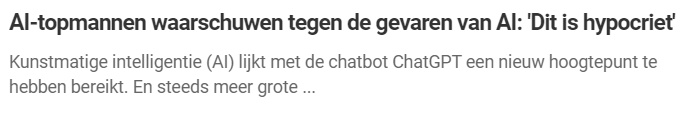 AI-topmannen waarschuwen tegen de gevaren van AI: 'Dit is hypocriet'
Kunstmatige intelligentie (AI) lijkt met de chatbot ChatGPT een nieuw hoogtepunt te
hebben bereikt. En steeds meer grote ...